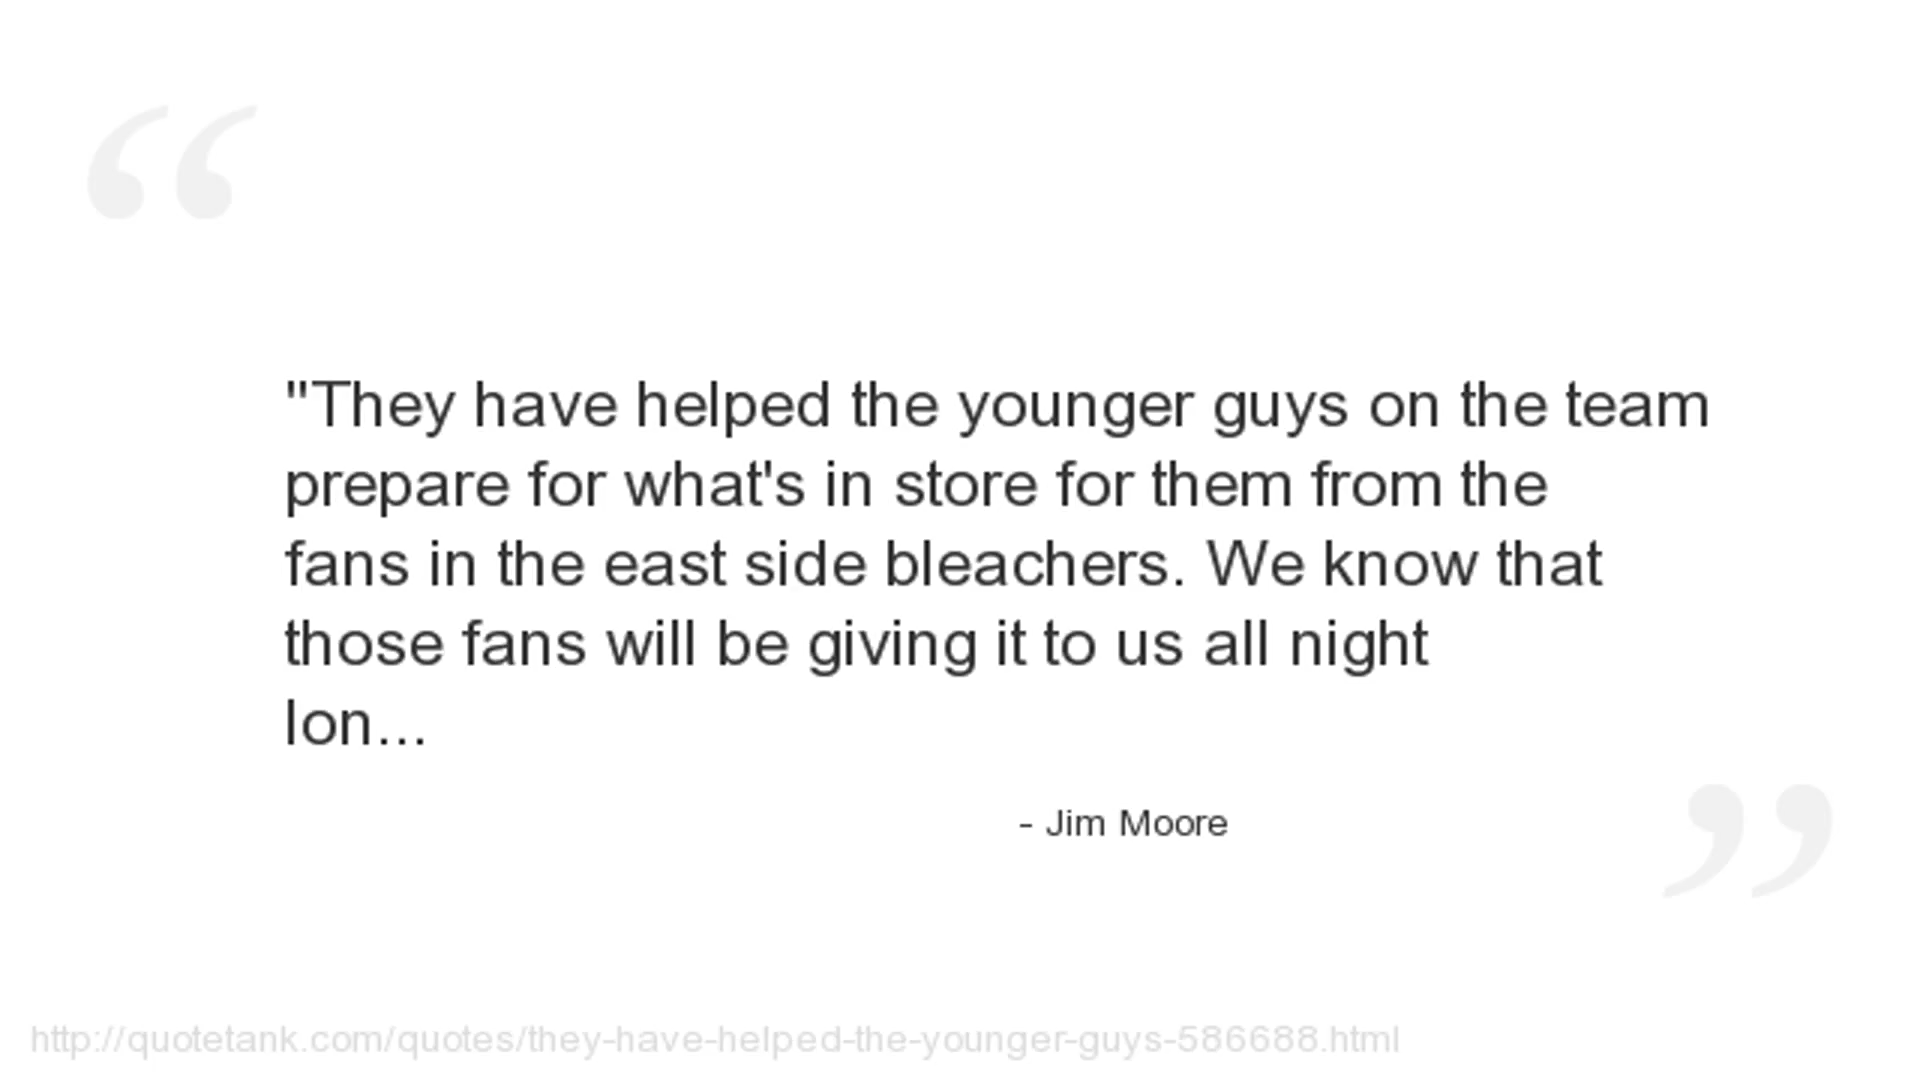 "They have helped the younger guys on the team
prepare for what's in store for them from the
fans in the east side bleachers. We know that
those fans will be giving it to us all night
lon...
- Jim Moore
http://quotetank.com/quotes/they-have-helped-the-younger-guys-586688.html